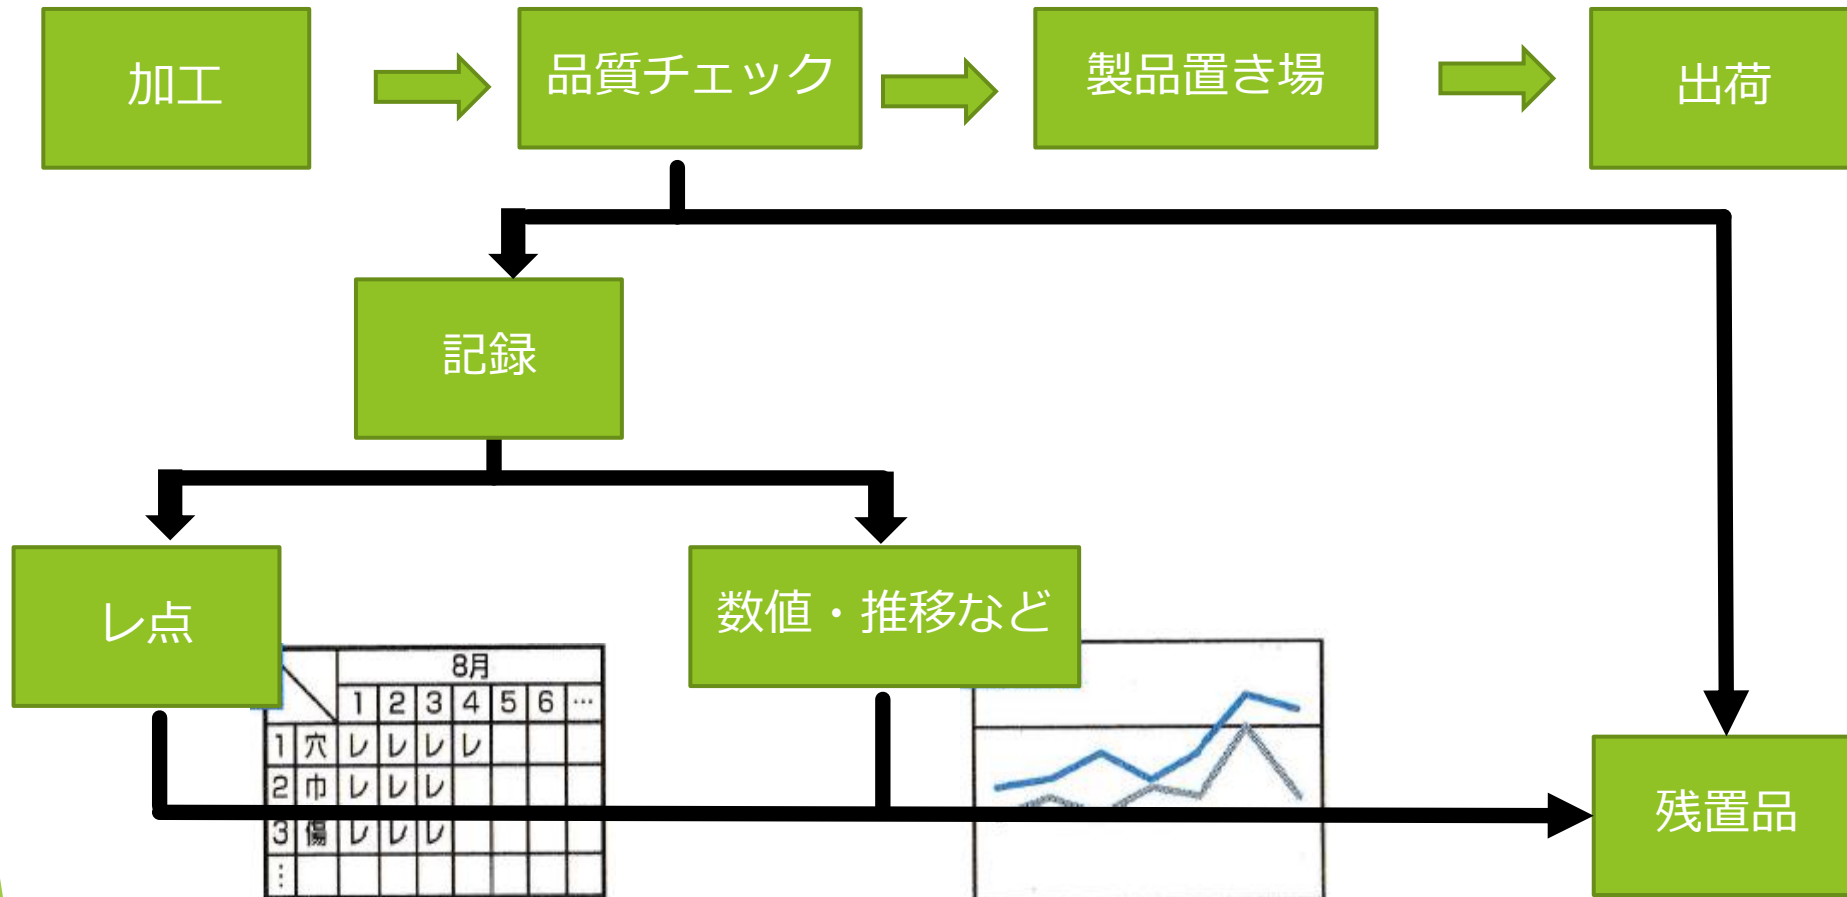 加工
品質チェック
製品置き場
出荷
記録
レ点
数値・推移など
8月
1 2 3 4 5 6 …
1 穴 レ レ レ レ
2 巾 レ レ レ
3 傷 レ レ レ
⋮
残置品